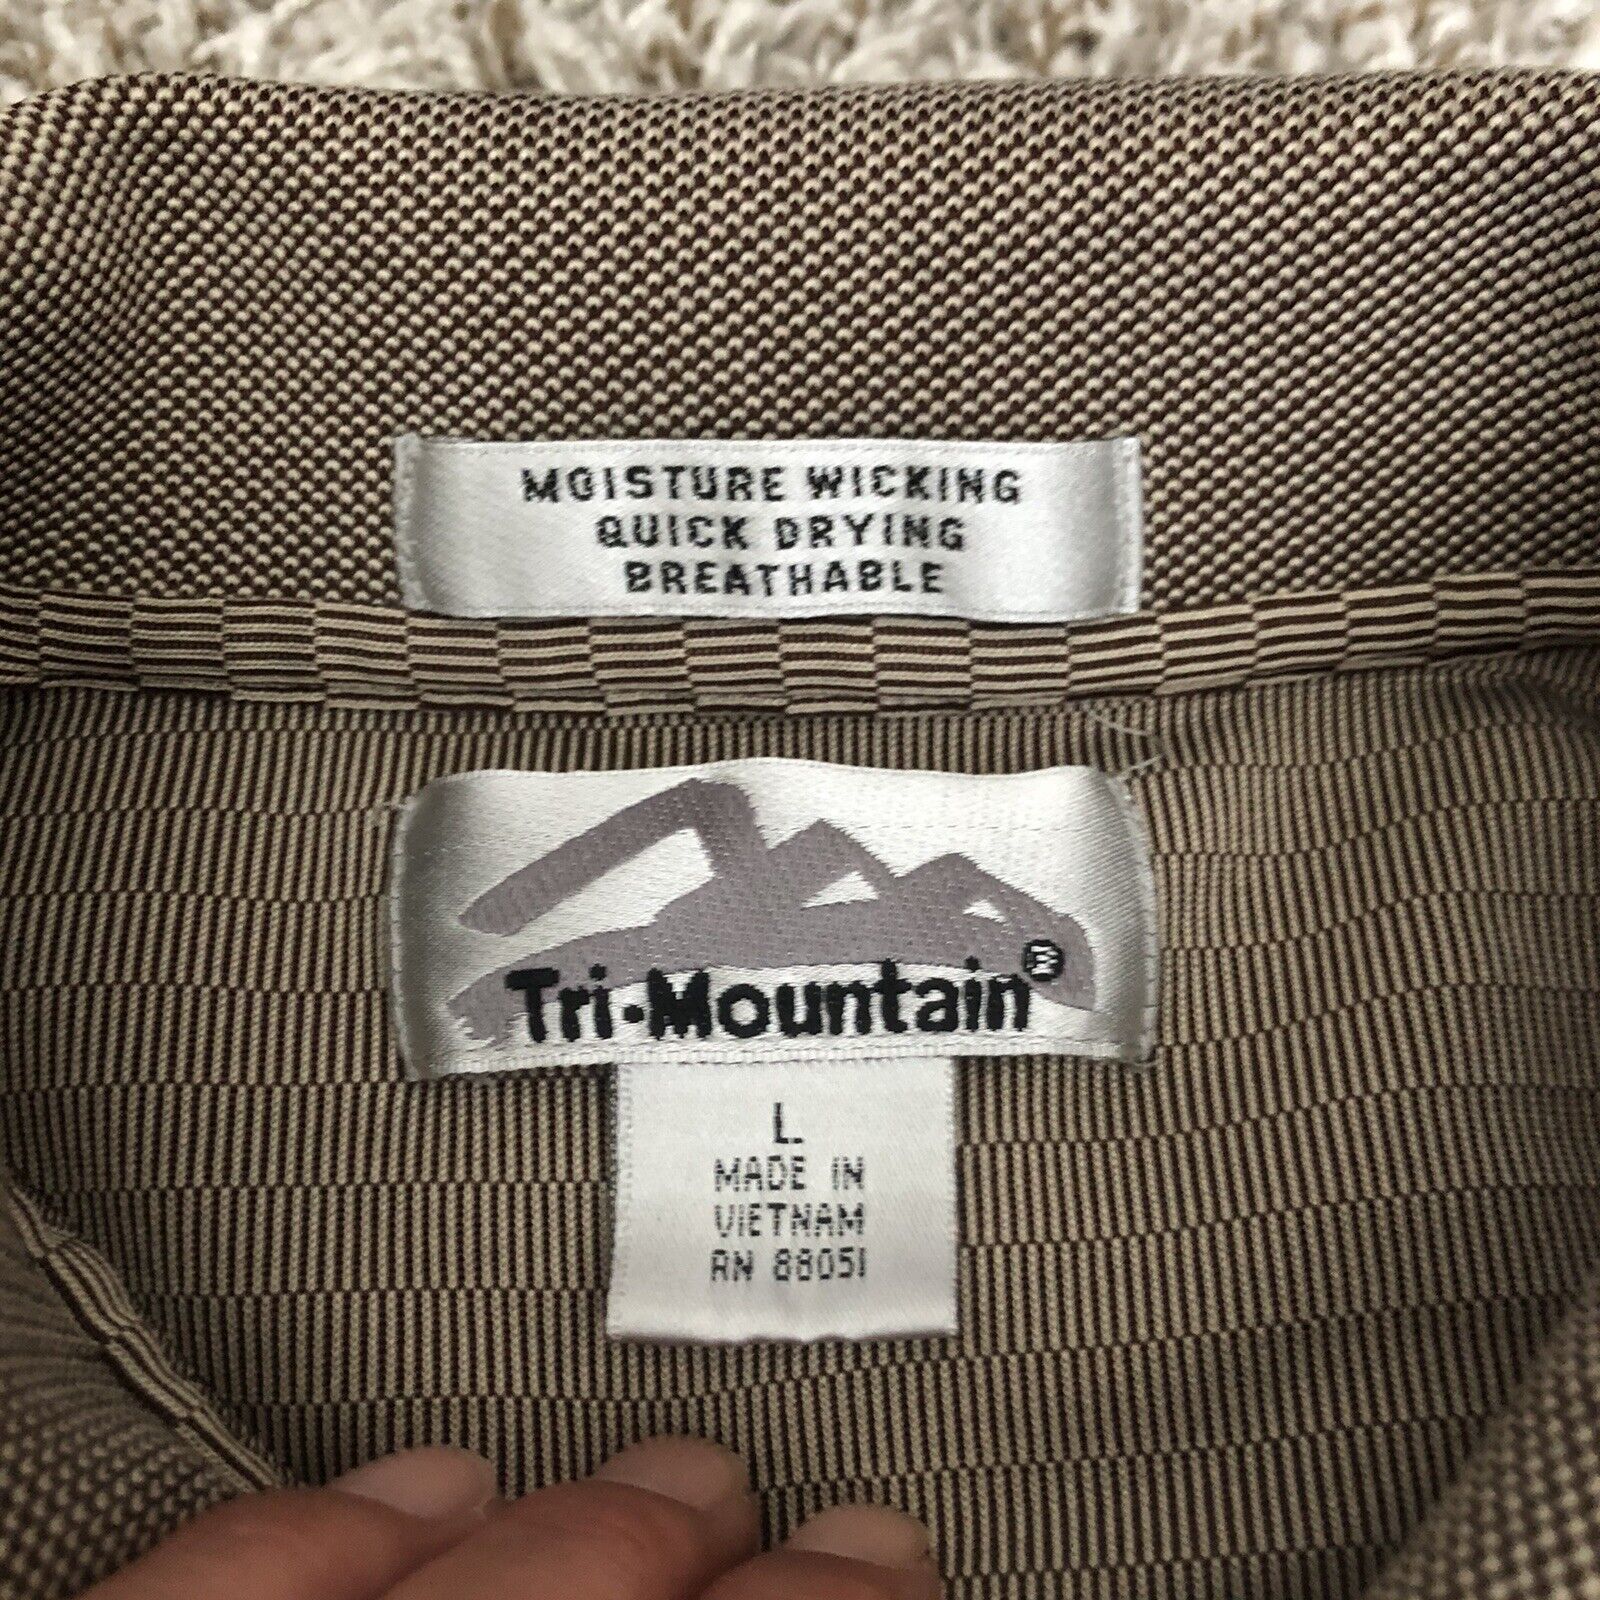 MOISTURE WICKING
QUICK DRYING
BREATHABLE
Tri-Mountain®
L
MADE IN
VIETNAM
RN 88051